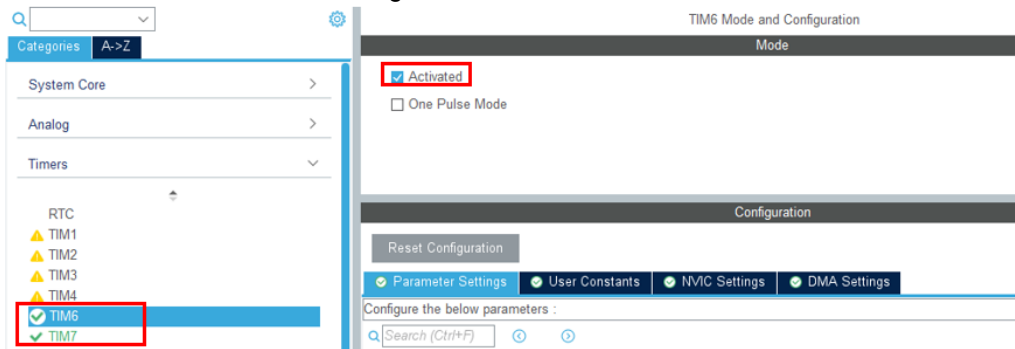 TIM6 Mode and Configuration
Categories A->Z
Mode
System Core
Activated
One Pulse Mode
Analog
Timers
RTC
Configuration
TIM1
Reset Configuration
TIM2
TIM3
Parameter Settings User Constants NVIC Settings DMA Settings
TIM4
Configure the below parameters :
TIM6
Search (Ctrl+F)
TIM7